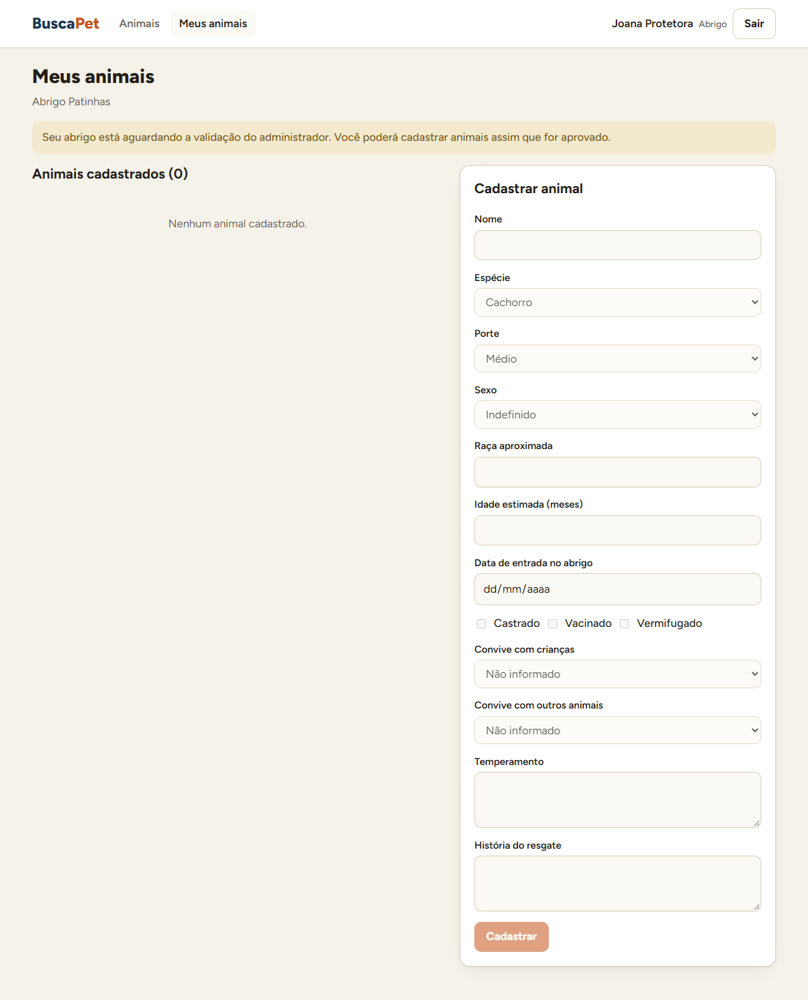 BuscaPet Animais Meus animais Joana Protetora Abrigo Sair
Meus animais
Abrigo Patinhas
Seu abrigo está aguardando a validação do administrador. Você poderá cadastrar animais assim que for aprovado.
Animais cadastrados (0)
Nenhum animal cadastrado.
Cadastrar animal
Nome
Espécie
Cachorro
Porte
Médio
Sexo
Indefinido
Raça aproximada
Idade estimada (meses)
Data de entrada no abrigo
dd/mm/aaaa
Castrado Vacinado Vermifugado
Convive com crianças
Não informado
Convive com outros animais
Não informado
Temperamento
História do resgate
Cadastrar